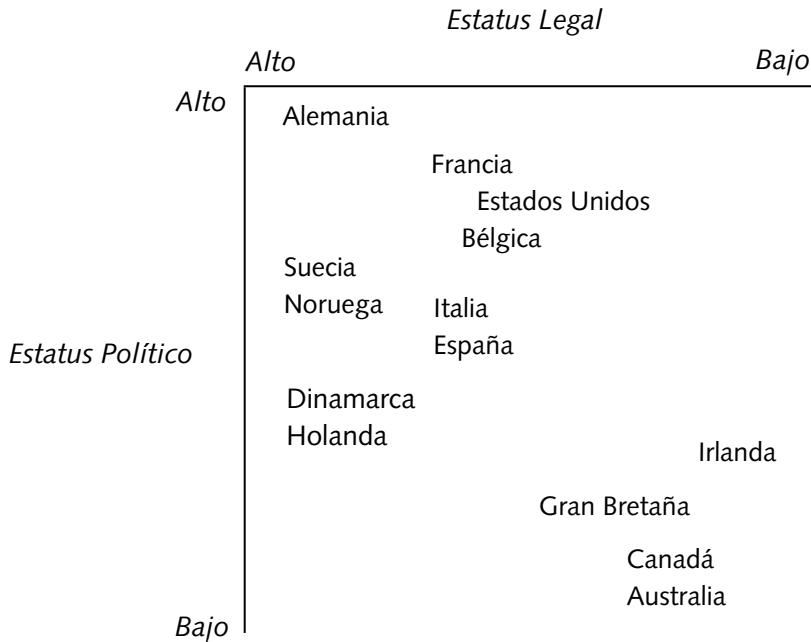 Estatus Legal
Alto Bajo
Alto
Alemania
Francia
Estados Unidos
Bélgica
Suecia
Noruega Italia
España
Estatus Político
Dinamarca
Holanda
Irlanda
Gran Bretaña
Canadá
Australia
Bajo